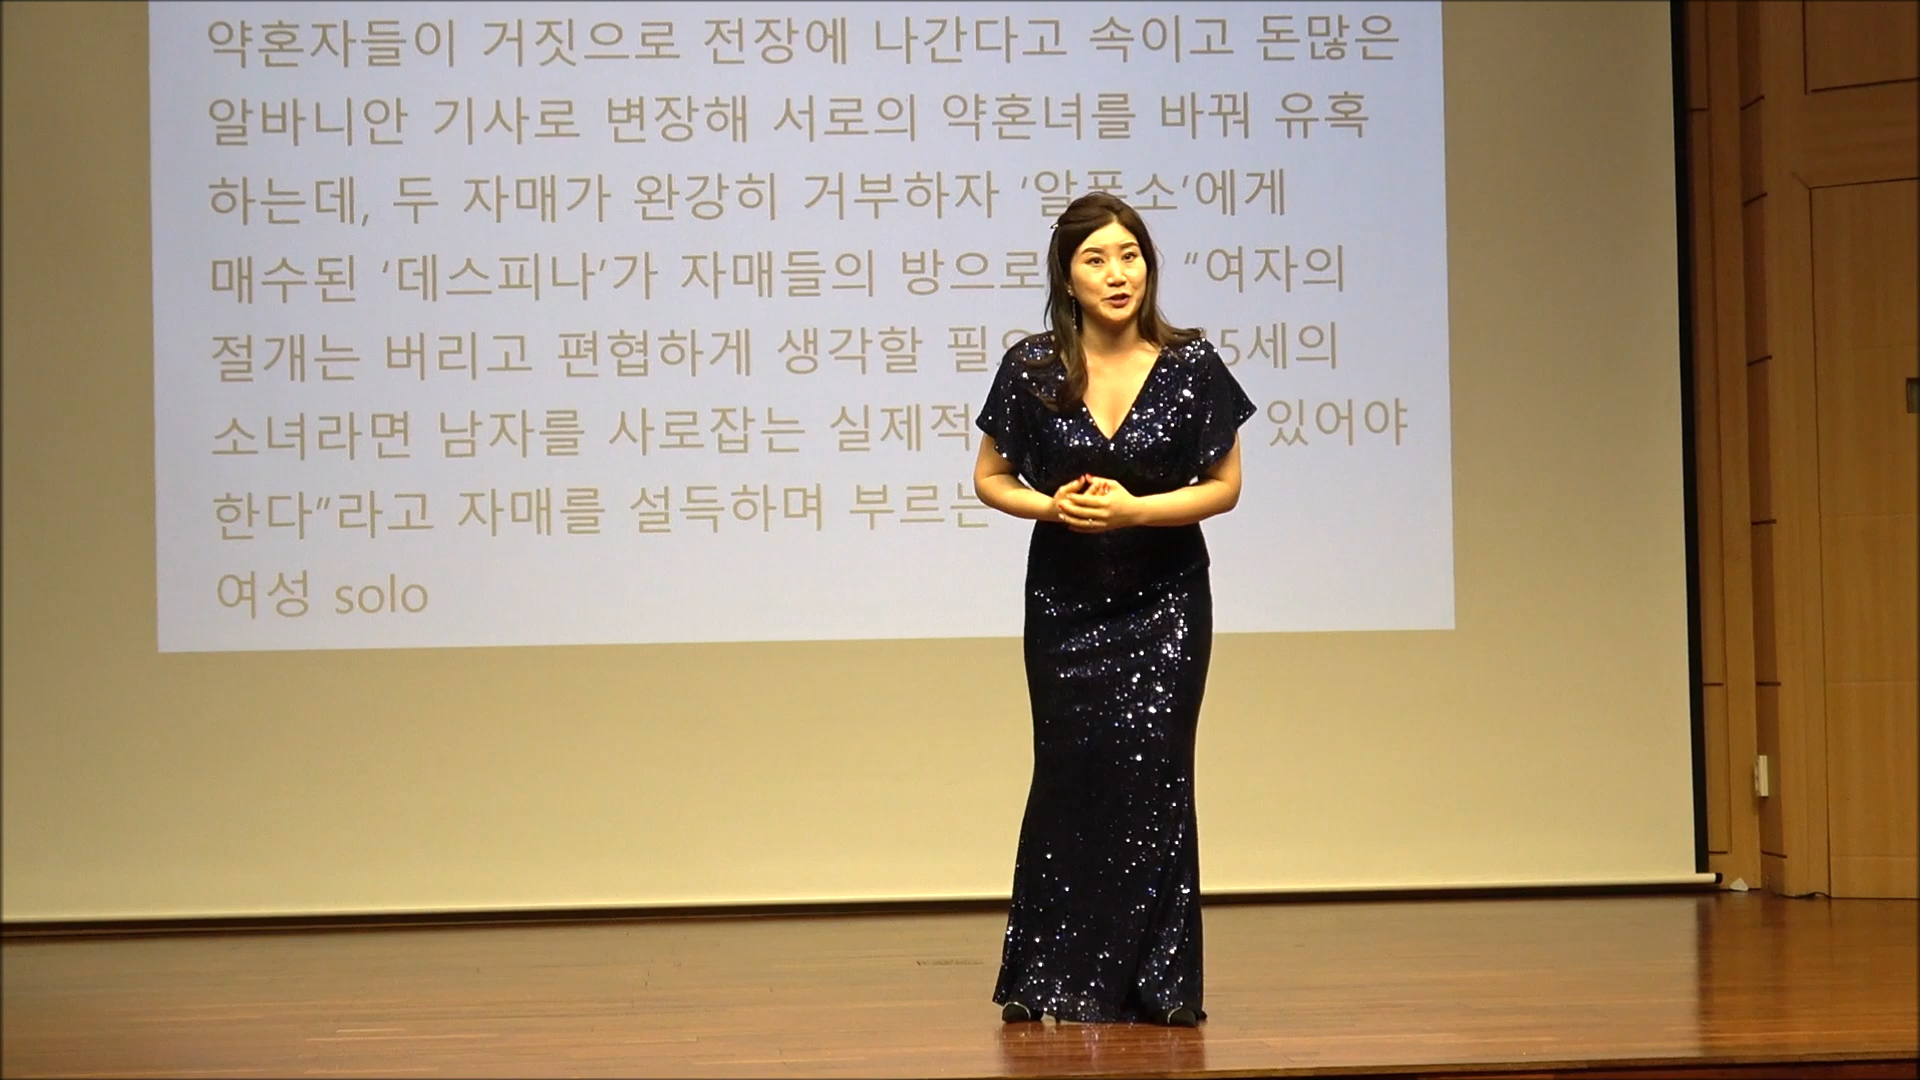 약혼자들이 거짓으로 전장에 나간다고 속이고 돈많은
알바니안 기사로 변장해 서로의 약혼녀를 바꿔 유혹
하는데, 두 자매가 완강히 거부하자 ‘알폰소’에게
매수된 ‘데스피나’가 자매들의 방으로 “여자의
절개는 버리고 편협하게 생각할 5세의
소녀라면 남자를 사로잡는 실제적 있어야
한다”라고 자매를 설득하며 부르는
여성 solo